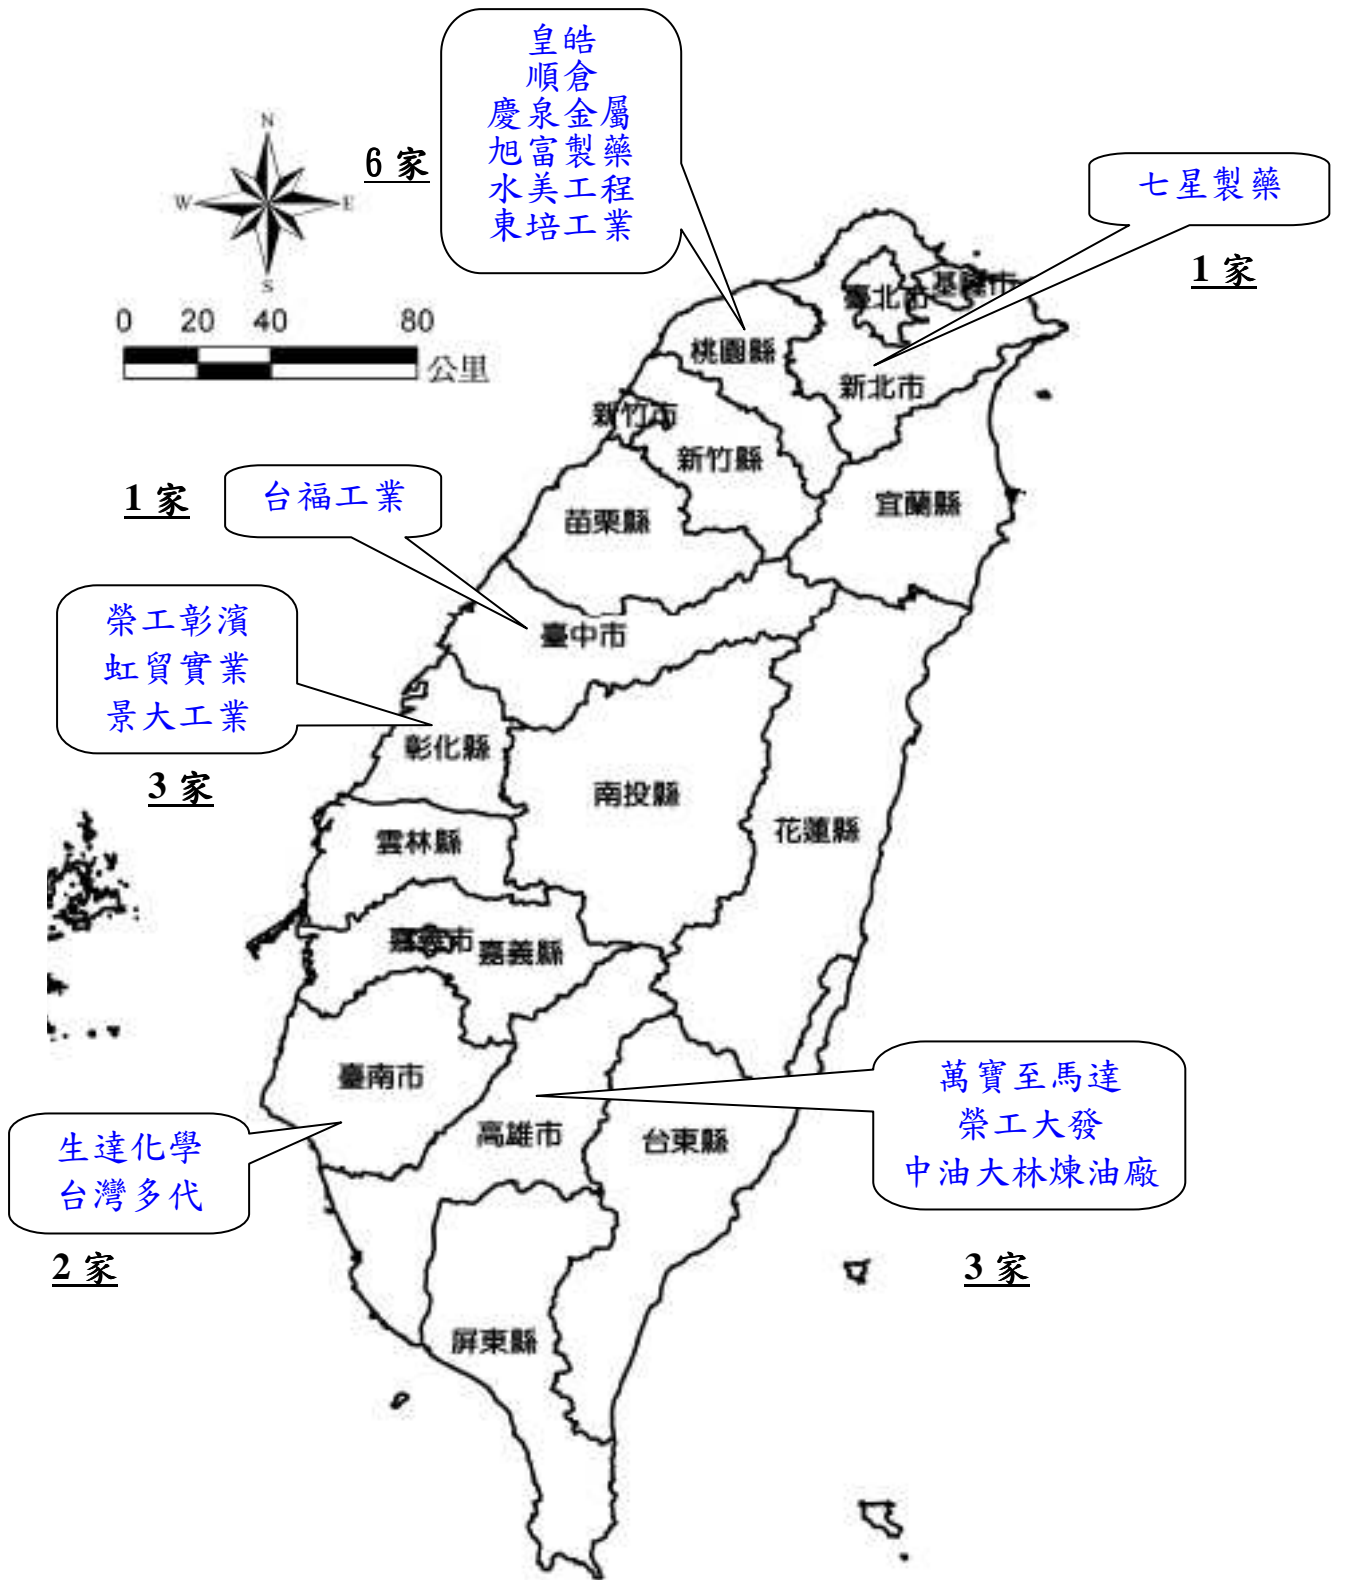 皇皓
順倉
慶泉金屬
旭富製藥
水美工程
東培工業
6 家
七星製藥
1 家
N
W
E
S
0 20 40 80
公里
基隆市
臺北市
桃園縣
新北市
新竹市
新竹縣
宜蘭縣
苗栗縣
1 家
台福工業
臺中市
榮工彰濱
虹貿實業
景大工業
3 家
彰化縣
南投縣
花蓮縣
雲林縣
嘉義市
嘉義縣
臺南市
高雄市
台東縣
萬寶至馬達
榮工大發
中油大林煉油廠
3 家
生達化學
台灣多代
2 家
屏東縣